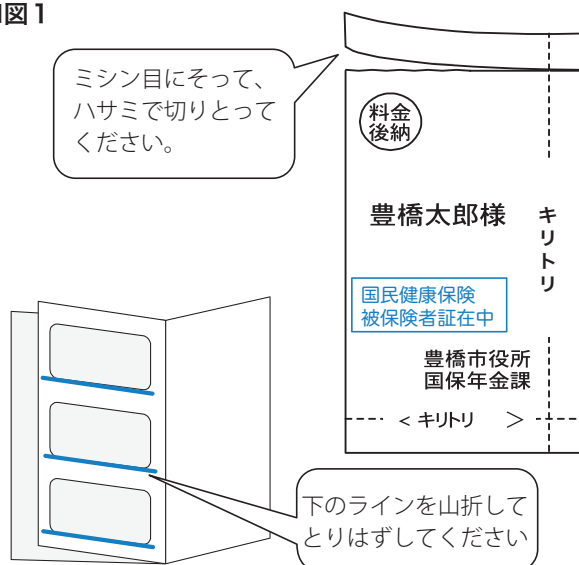 図1
ミシン目にそって、
ハサミで切りとって
ください。
料金
後納
豊橋太郎様
キリトリ
国民健康保険
被保険者証在中
豊橋市役所
国保年金課
< キリトリ >
下のラインを山折して
とりはずしてください